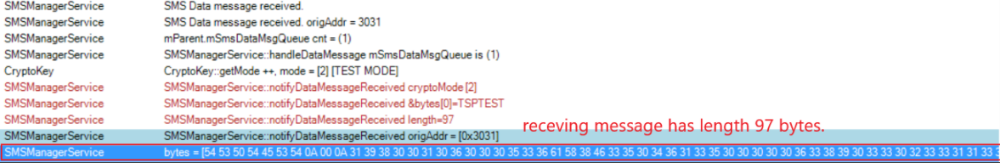 SMSManagerService SMS Data message received.
SMSManagerService SMS Data message received. origAddr = 3031
SMSManagerService mParent.mSmsDataMsgQueue cnt = (1)
SMSManagerService SMSManagerService::handleDataMessage mSmsDataMsgQueue is (1)
CryptoKey CryptoKey::getMode ++, mode = [2] [TEST MODE]
SMSManagerService SMSManagerService::notifyDataMessageReceived cryptoMode [2]
SMSManagerService SMSManagerService::notifyDataMessageReceived &bytes[0]=TSPTEST
SMSManagerService SMSManagerService::notifyDataMessageReceived length=97
receving message has length 97 bytes.
SMSManagerService SMSManagerService::notifyDataMessageReceived origAddr = [0x3031]
SMSManagerService bytes = [54 53 50 54 45 53 54 0A 00 0A 31 39 38 30 30 31 30 36 30 30 30 35 33 36 61 58 38 46 33 35 30 34 36 31 33 35 30 30 30 30 30 36 33 38 39 30 33 30 32 33 33 31 31 33